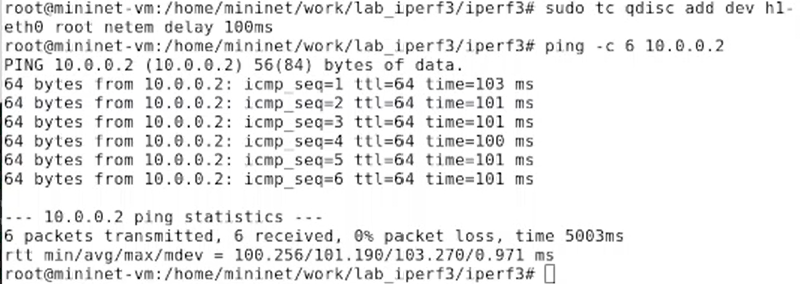 root@mininet-vm:/home/mininet/work/lab_iperf3/iperf3# sudo tc qdisc add dev h1-
eth0 root netem delay 100ms
root@mininet-vm:/home/mininet/work/lab_iperf3/iperf3# ping -c 6 10.0.0.2
PING 10.0.0.2 (10.0.0.2) 56(84) bytes of data.
64 bytes from 10.0.0.2: icmp_seq=1 ttl=64 time=103 ms
64 bytes from 10.0.0.2: icmp_seq=2 ttl=64 time=101 ms
64 bytes from 10.0.0.2: icmp_seq=3 ttl=64 time=101 ms
64 bytes from 10.0.0.2: icmp_seq=4 ttl=64 time=100 ms
64 bytes from 10.0.0.2: icmp_seq=5 ttl=64 time=101 ms
64 bytes from 10.0.0.2: icmp_seq=6 ttl=64 time=101 ms
--- 10.0.0.2 ping statistics ---
6 packets transmitted, 6 received, 0% packet loss, time 5003ms
rtt min/avg/max/mdev = 100.256/101.190/103.270/0.971 ms
root@mininet-vm:/home/mininet/work/lab_iperf3/iperf3#